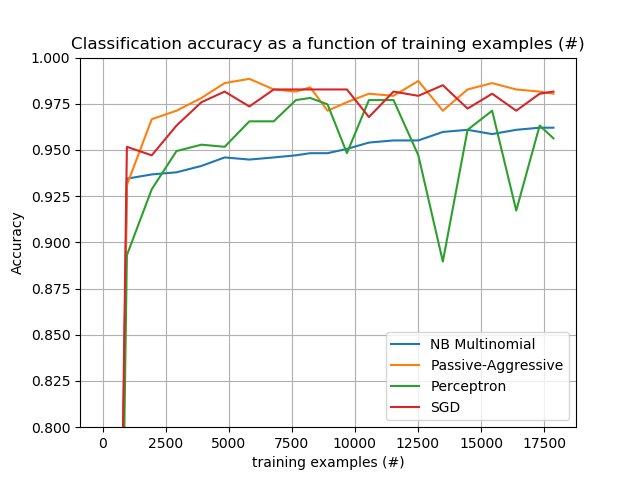 Classification accuracy as a function of training examples (#)
1.000
0.975
0.950
0.925
0.900
0.875
0.850
0.825
0.800
Accuracy
NB Multinomial
Passive-Aggressive
Perceptron
SGD
0 2500 5000 7500 10000 12500 15000 17500
training examples (#)